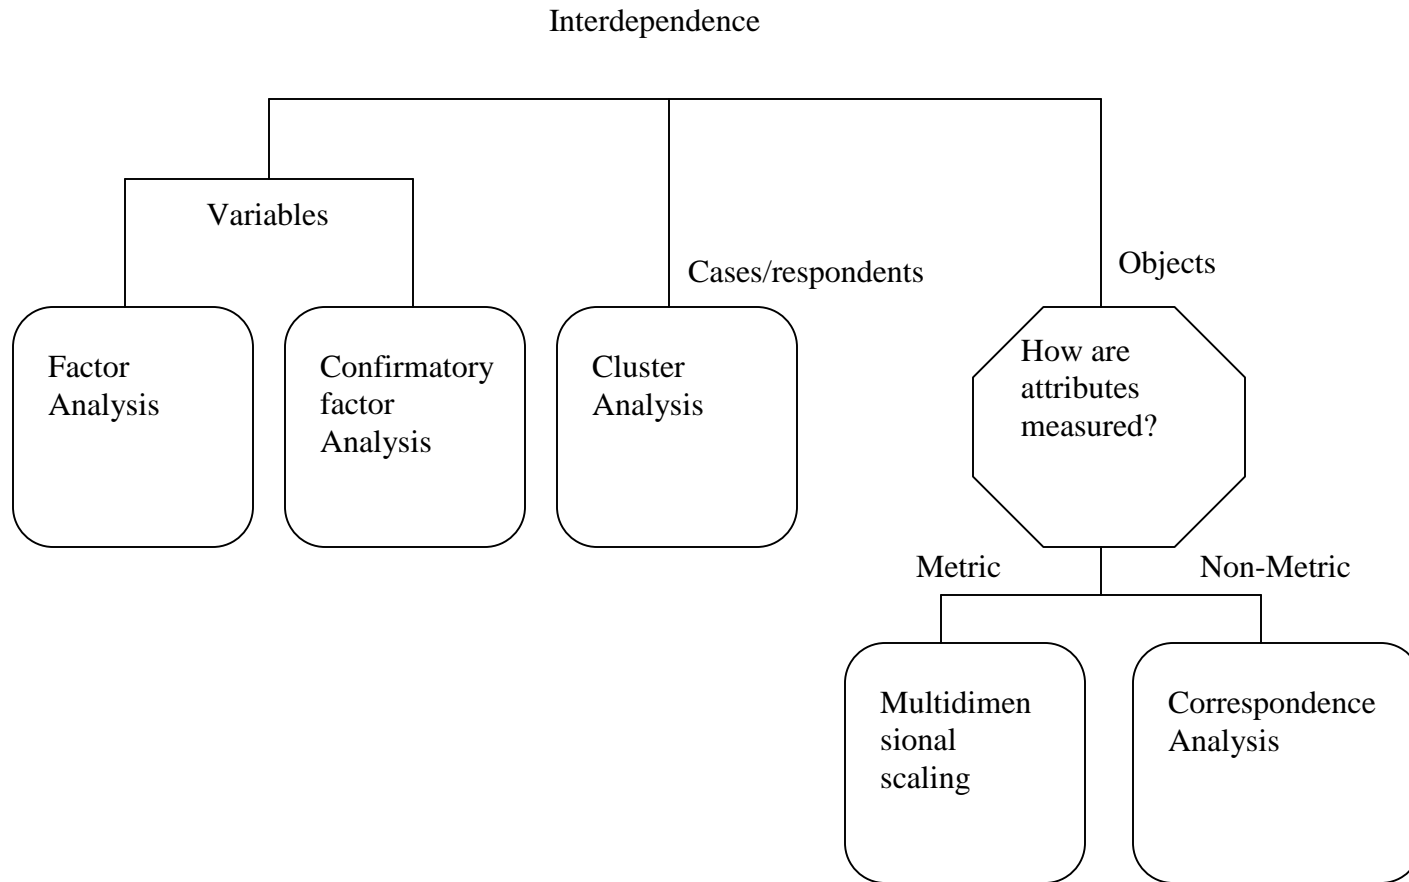 Interdependence
Variables
Cases/respondents
Objects
Factor
Analysis
Confirmatory
factor
Analysis
Cluster
Analysis
How are
attributes
measured?
Metric
Non-Metric
Multidimen
sional
scaling
Correspondence
Analysis